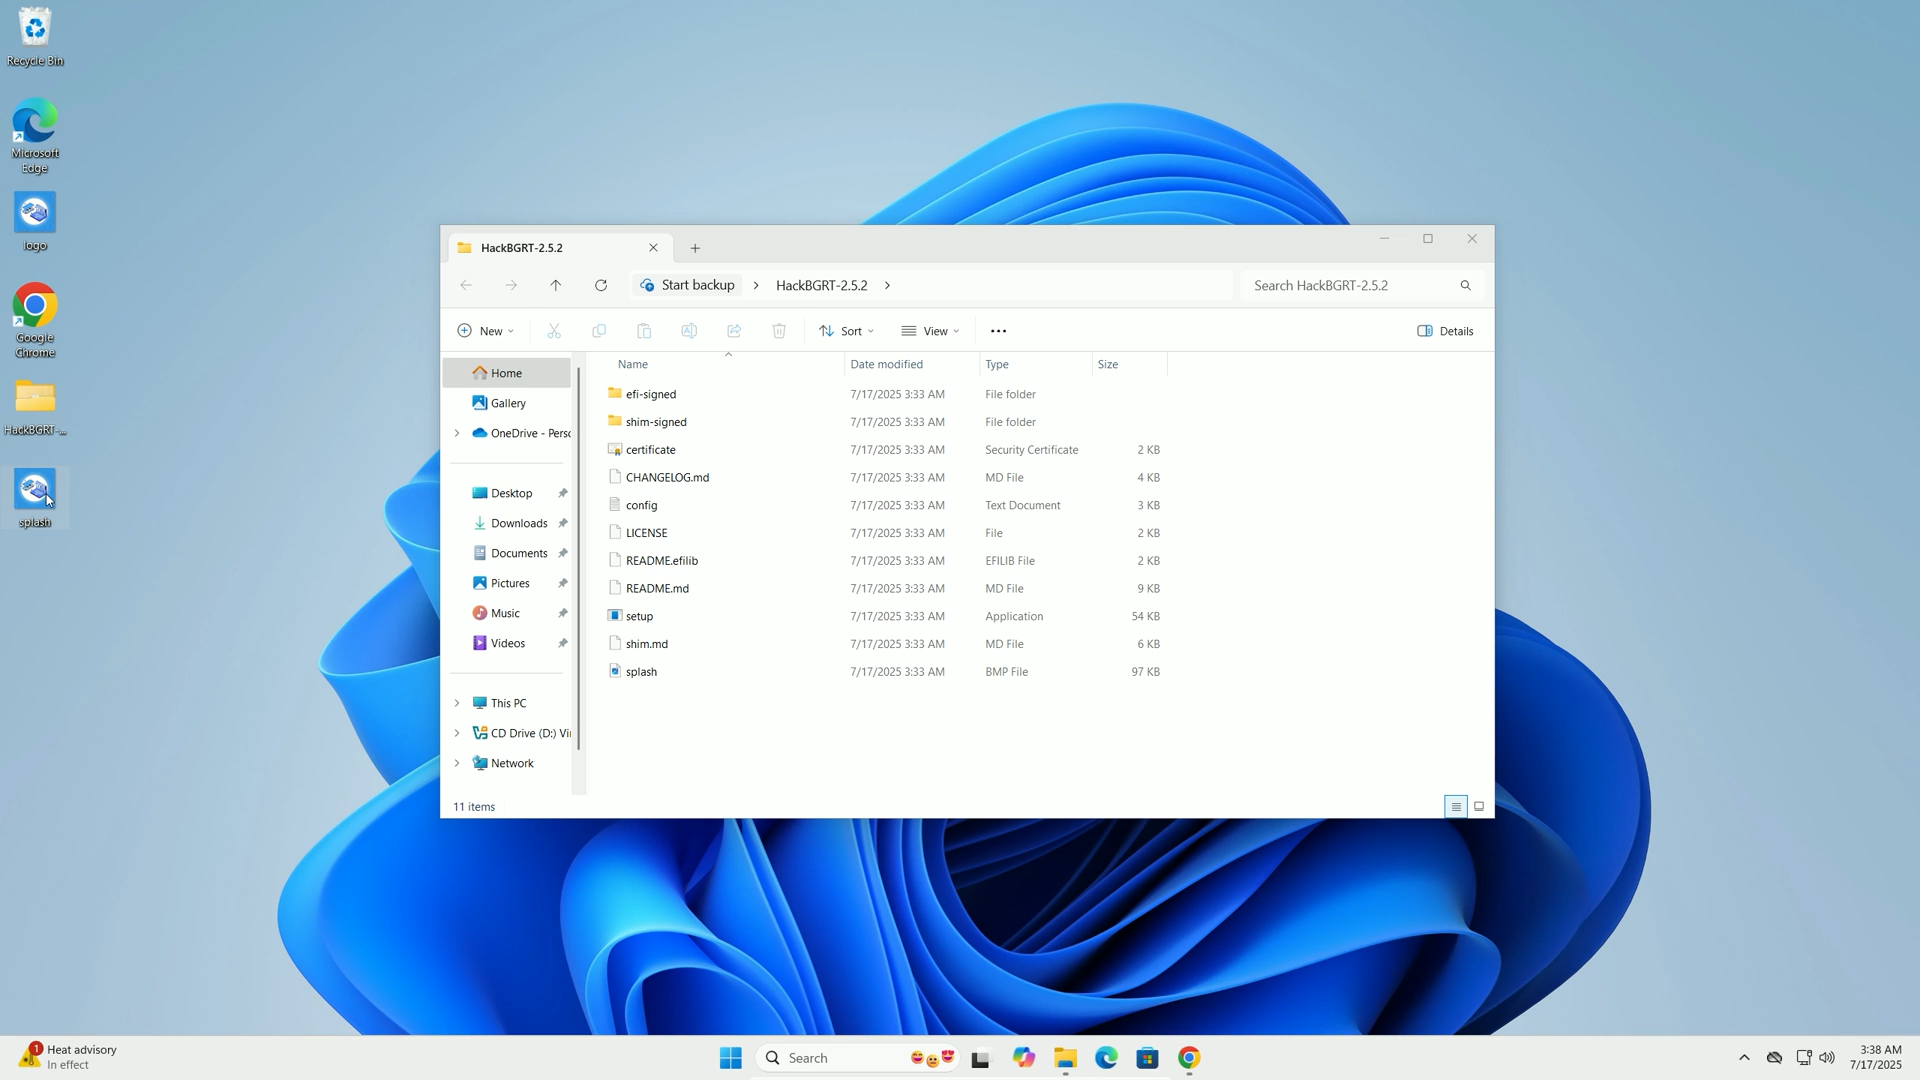 Recycle Bin
Microsoft
Edge
logo
Google
Chrome
HackBGRT-...
splash
HackBGRT-2.5.2
Start backup
HackBGRT-2.5.2
Search HackBGRT-2.5.2
New
Sort
View
Details
Home
Gallery
OneDrive - Perso
Desktop
Downloads
Documents
Pictures
Music
Videos
This PC
CD Drive (D:) Vi
Network
Name Date modified Type Size
efi-signed 7/17/2025 3:33 AM File folder
shim-signed 7/17/2025 3:33 AM File folder
certificate 7/17/2025 3:33 AM Security Certificate 2 KB
CHANGELOG.md 7/17/2025 3:33 AM MD File 4 KB
config 7/17/2025 3:33 AM Text Document 3 KB
LICENSE 7/17/2025 3:33 AM File 2 KB
README.efilib 7/17/2025 3:33 AM EFILIB File 2 KB
README.md 7/17/2025 3:33 AM MD File 9 KB
setup 7/17/2025 3:33 AM Application 54 KB
shim.md 7/17/2025 3:33 AM MD File 6 KB
splash 7/17/2025 3:33 AM BMP File 97 KB
11 items
1
Heat advisory
In effect
Search
3:38 AM
7/17/2025